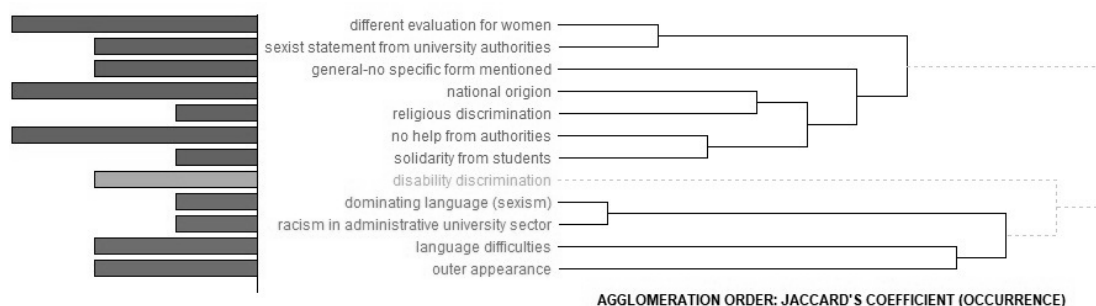 different evaluation for women
sexist statement from university authorities
general-no specific form mentioned
national origion
religious discrimination
no help from authorities
solidarity from students
disability discrimination
dominating language (sexism)
racism in administrative university sector
language difficulties
outer appearance
AGGLOMERATION ORDER: JACCARD'S COEFFICIENT (OCCURRENCE)